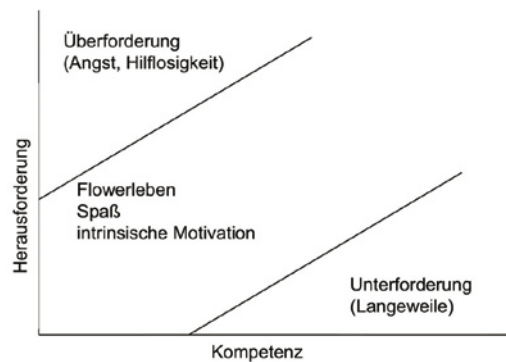 Überforderung
(Angst, Hilflosigkeit)
Herausforderung
Flowerleben
Spaß
intrinsische Motivation
Unterforderung
(Langeweile)
Kompetenz